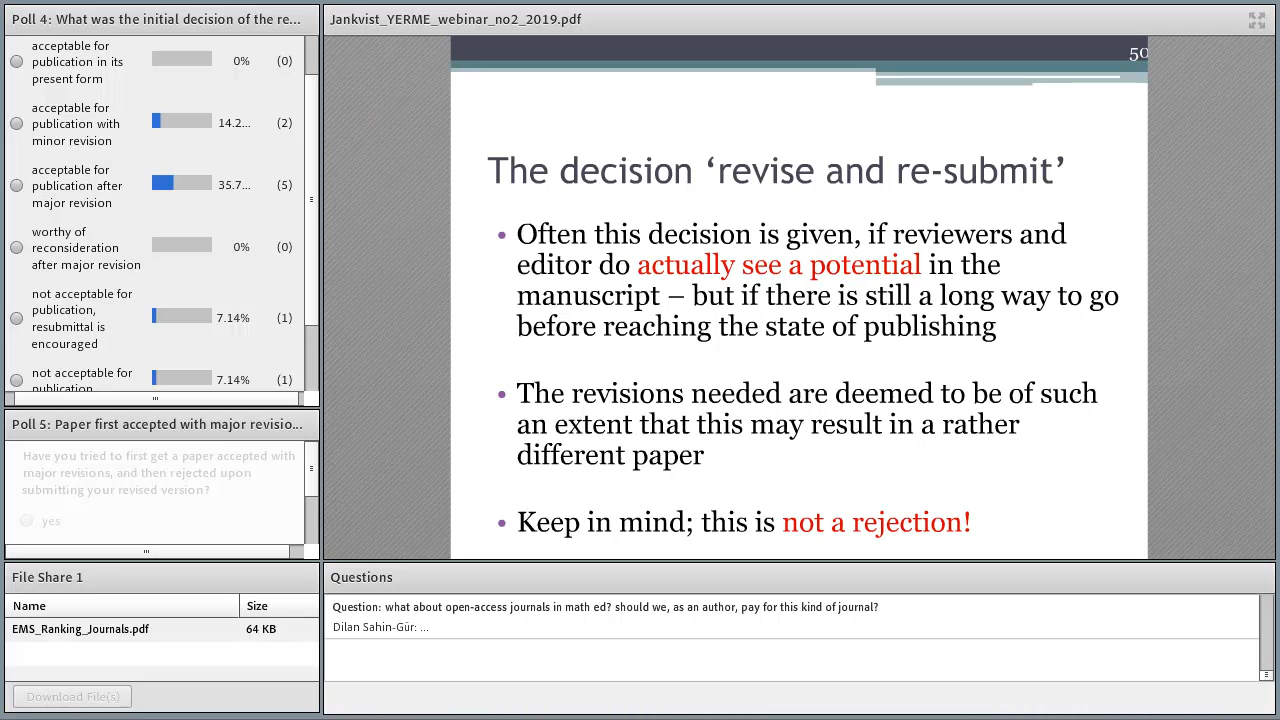 Poll 4: What was the initial decision of the re...
acceptable for
publication in its
present form
0%
(0)
acceptable for
publication with
minor revision
14.2...
(2)
acceptable for
publication after
major revision
35.7...
(5)
worthy of
reconsideration
after major revision
0%
(0)
not acceptable for
publication,
resubmittal is
encouraged
7.14%
(1)
not acceptable for
publication
7.14%
(1)
Poll 5: Paper first accepted with major revisio...
Have you tried to first get a paper accepted with
major revisions, and then rejected upon
submitting your revised version?
yes
File Share 1
Name
Size
EMS_Ranking_Journals.pdf
64 KB
Download File(s)
Jankvist_YERME_webinar_no2_2019.pdf
50
The decision ‘revise and re-submit’
• Often this decision is given, if reviewers and
editor do actually see a potential in the
manuscript – but if there is still a long way to go
before reaching the state of publishing
• The revisions needed are deemed to be of such
an extent that this may result in a rather
different paper
• Keep in mind; this is not a rejection!
Questions
Question: what about open-access journals in math ed? should we, as an author, pay for this kind of journal?
Dilan Sahin-Gür: ...